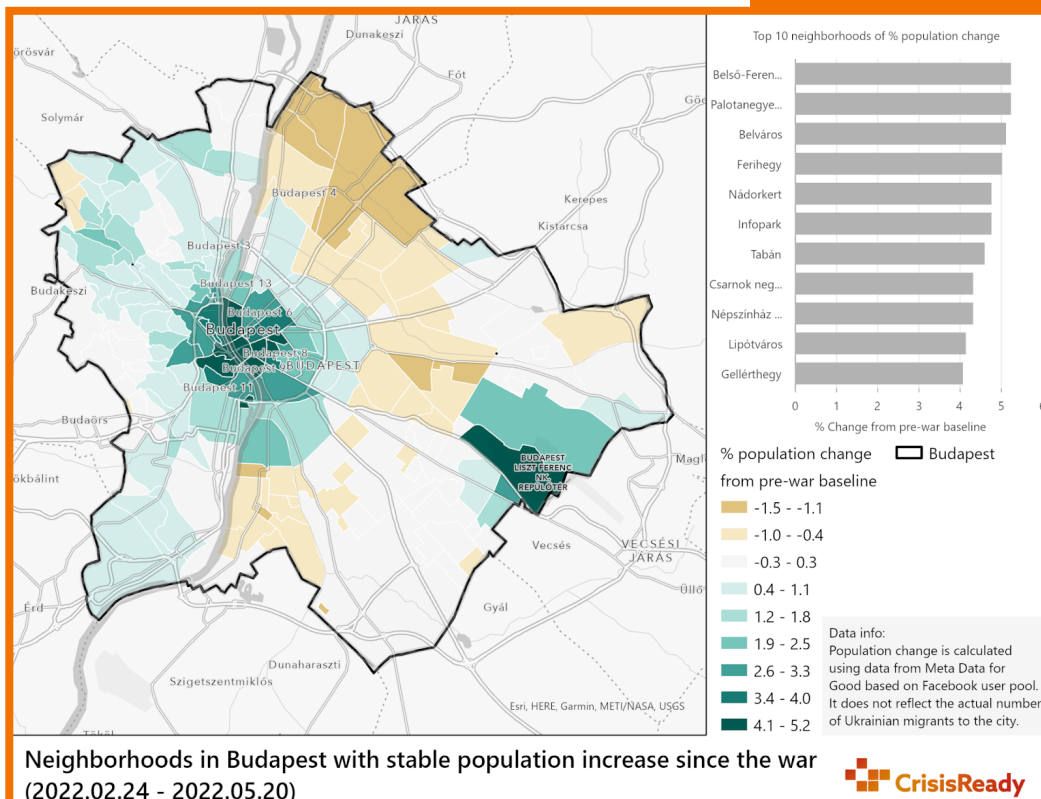 JÁRÁS
Dunakeszi
Fót
Solymár
Budapest 4
Kerepes
Kistarcsa
Budapest 3
Budakeszi
Budapest 13
Budapest 6
Budapest
Budapest 8
BUDAPEST
Budapest 11
Budaörs
BUDAPEST
LISZT FERENC
NK.
REPÜLŐTÉR
Vecsés
VECSÉSI
JÁRÁS
Üllő
Gyál
Érd
Dunaharaszti
Szigetszentmiklós
Esri, HERE, Garmin, METI/NASA, USGS
Top 10 neighborhoods of % population change
Belső-Feren...
Palotanegye...
Belváros
Ferihegy
Nádorkert
Infopark
Tabán
Csarnok neg...
Népszínház ...
Lipótváros
Gellérthegy
0 1 2 3 4 5 6
% Change from pre-war baseline
% population change
from pre-war baseline
Budapest
-1.5 - -1.1
-1.0 - -0.4
-0.3 - 0.3
0.4 - 1.1
1.2 - 1.8
1.9 - 2.5
2.6 - 3.3
3.4 - 4.0
4.1 - 5.2
Data info:
Population change is calculated
using data from Meta Data for
Good based on Facebook user pool.
It does not reflect the actual number
of Ukrainian migrants to the city.
Neighborhoods in Budapest with stable population increase since the war
(2022.02.24 - 2022.05.20)
CrisisReady